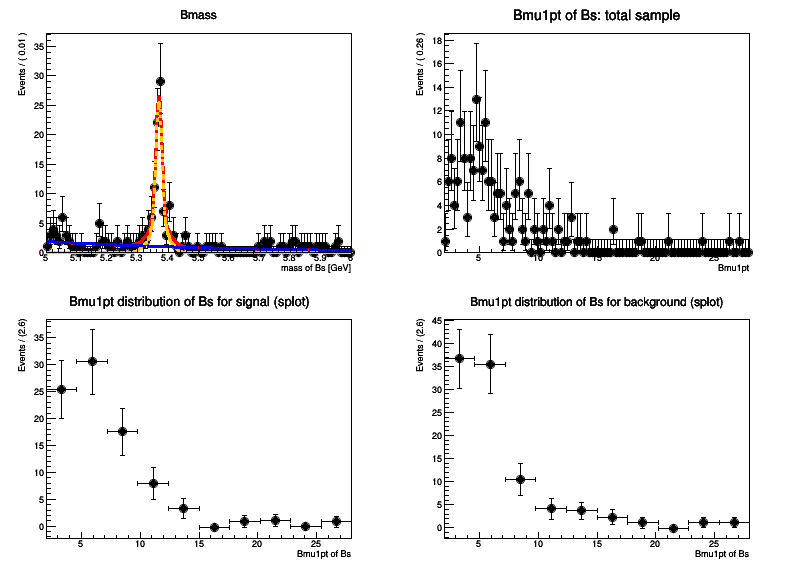 Bmass
Events / ( 0.01 )
35
30
25
20
15
10
5
0
5 5.1 5.2 5.3 5.4 5.5 5.6 5.7 5.8 5.9 6
mass of Bs [GeV]
Bmu1pt of Bs: total sample
Events / ( 0.26 )
18
16
14
12
10
8
6
4
2
0
5 10 15 20 25
Bmu1pt
Bmu1pt distribution of Bs for signal (splot)
Events / (2.6)
35
30
25
20
15
10
5
0
5 10 15 20 25
Bmu1pt of Bs
Bmu1pt distribution of Bs for background (splot)
Events / (2.6)
45
40
35
30
25
20
15
10
5
0
5 10 15 20 25
Bmu1pt of Bs